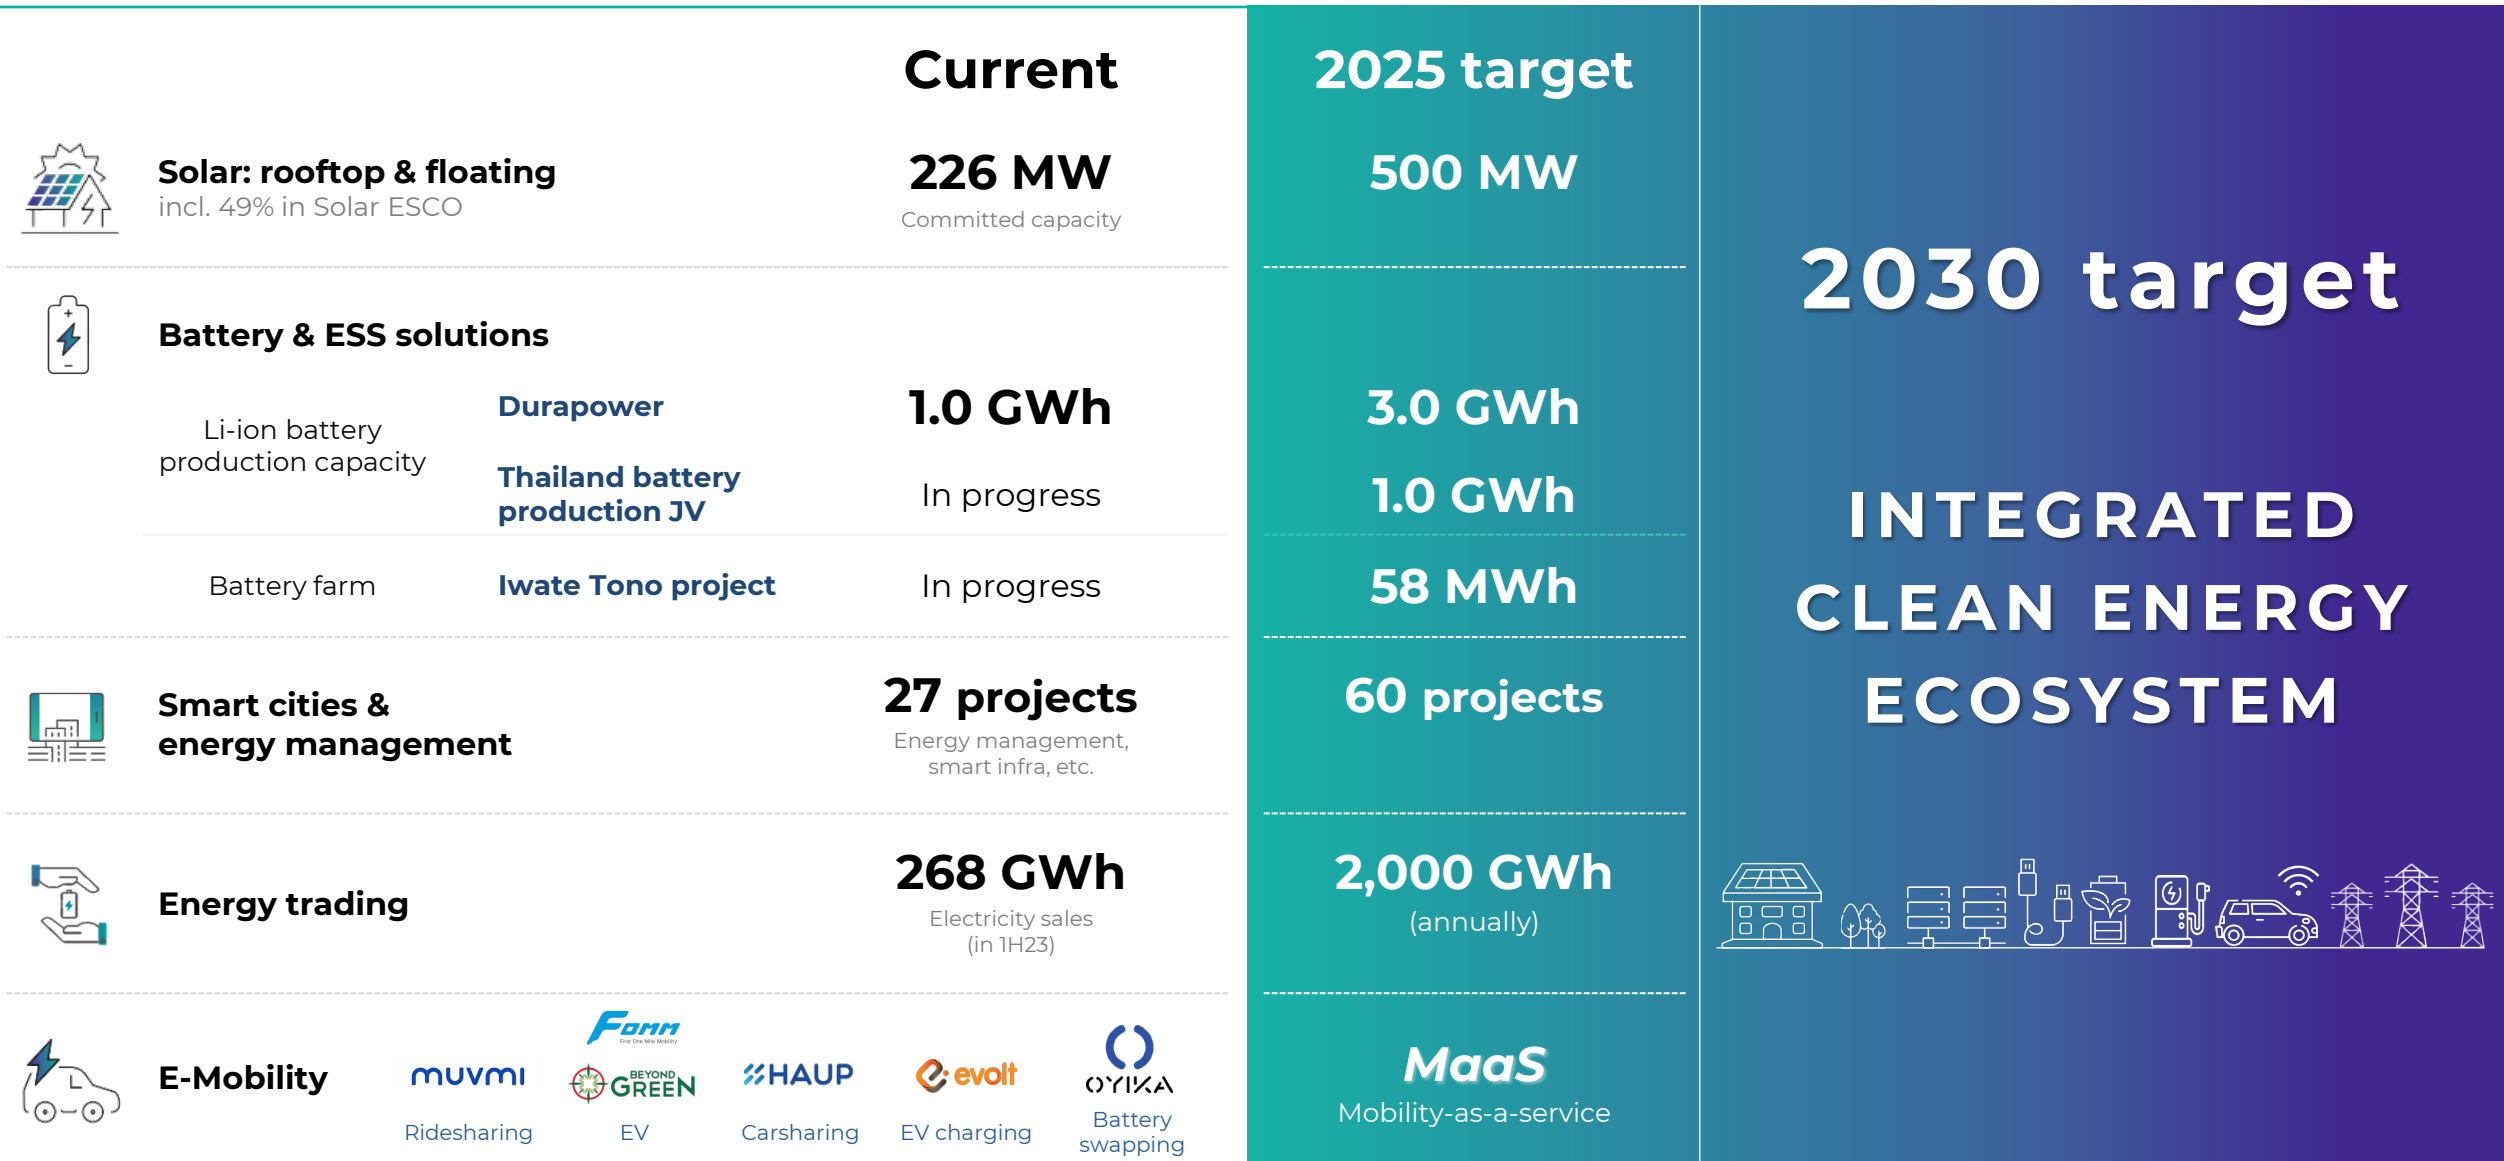 Current
2025 target
Solar: rooftop & floating
incl. 49% in Solar ESCO
226 MW
Committed capacity
500 MW
Battery & ESS solutions
Li-ion battery
production capacity
Durapower
1.0 GWh
3.0 GWh
Thailand battery
production JV
In progress
1.0 GWh
Battery farm
Iwate Tono project
In progress
58 MWh
Smart cities &
energy management
27 projects
Energy management,
smart infra, etc.
60 projects
Energy trading
268 GWh
Electricity sales
(in 1H23)
2,000 GWh
(annually)
E-Mobility
muvmi
Ridesharing
FOMM
First One Mile Mobility
BEYOND
GREEN
EV
HAUP
Carsharing
evolt
EV charging
OYIKA
Battery
swapping
MaaS
Mobility-as-a-service
2030 target
INTEGRATED
CLEAN ENERGY
ECOSYSTEM